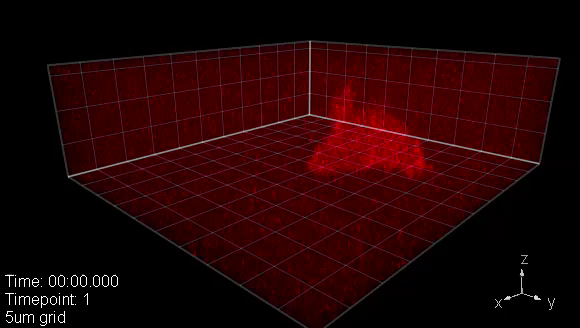 Time: 00:00.000
Timepoint: 1
5um grid
z
x
y